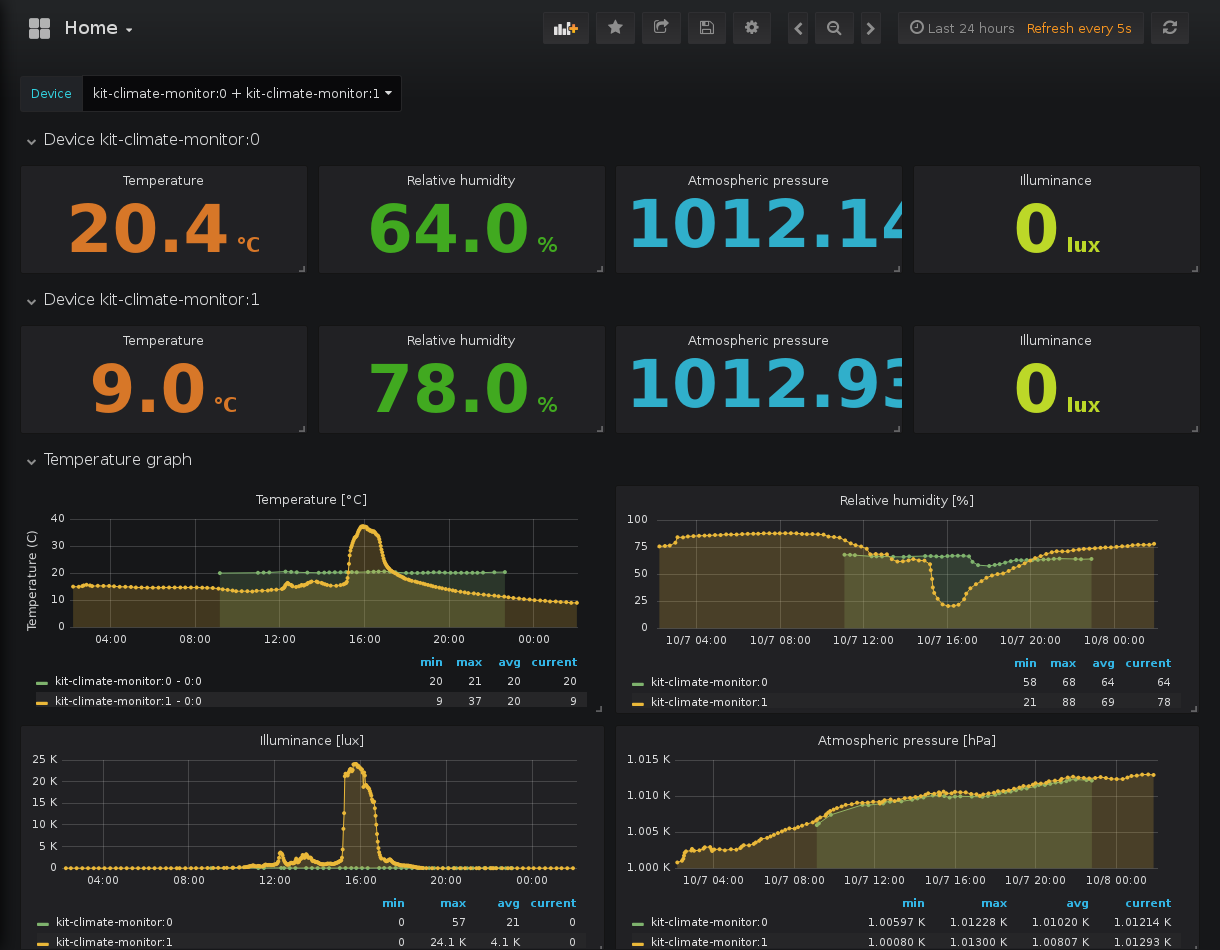 Home
Last 24 hours Refresh every 5s
Device kit-climate-monitor:0 + kit-climate-monitor:1
Device kit-climate-monitor:0
Temperature Relative humidity Atmospheric pressure Illuminance
20.4 °C 64.0 % 1012.14 0 lux
Device kit-climate-monitor:1
Temperature Relative humidity Atmospheric pressure Illuminance
9.0 °C 78.0 % 1012.93 0 lux
Temperature graph
Temperature [°C]
Temperature (C)
40
30
20
10
0
04:00 08:00 12:00 16:00 20:00 00:00
min max avg current
kit-climate-monitor:0 - 0:0 20 21 20 20
kit-climate-monitor:1 - 0:0 9 37 20 9
Relative humidity [%]
100
75
50
25
0
10/7 04:00 10/7 08:00 10/7 12:00 10/7 16:00 10/7 20:00 10/8 00:00
min max avg current
kit-climate-monitor:0 58 68 64 64
kit-climate-monitor:1 21 88 69 78
Illuminance [lux]
25 K
20 K
15 K
10 K
5 K
0
04:00 08:00 12:00 16:00 20:00 00:00
min max avg current
kit-climate-monitor:0 0 57 21 0
kit-climate-monitor:1 0 24.1 K 4.1 K 0
Atmospheric pressure [hPa]
1.015 K
1.010 K
1.005 K
1.000 K
10/7 04:00 10/7 08:00 10/7 12:00 10/7 16:00 10/7 20:00 10/8 00:00
min max avg current
kit-climate-monitor:0 1.00597 K 1.01228 K 1.01020 K 1.01214 K
kit-climate-monitor:1 1.00080 K 1.01300 K 1.00807 K 1.01293 K